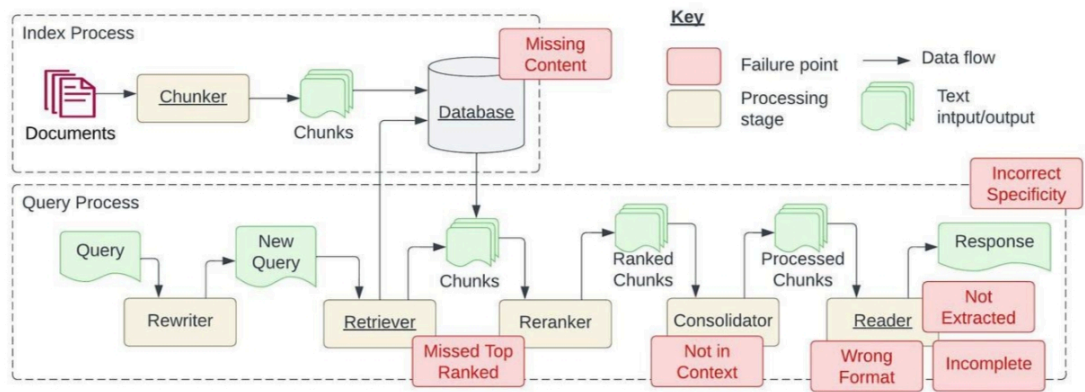 Index Process
Documents
Chunker
Chunks
Database
Missing
Content
Key
Failure point
Data flow
Processing
stage
Text
intput/output
Query Process
Incorrect
Specificity
Query
New
Query
Chunks
Ranked
Chunks
Processed
Chunks
Response
Rewriter
Retriever
Reranker
Consolidator
Reader
Missed Top
Ranked
Not in
Context
Wrong
Format
Not
Extracted
Incomplete